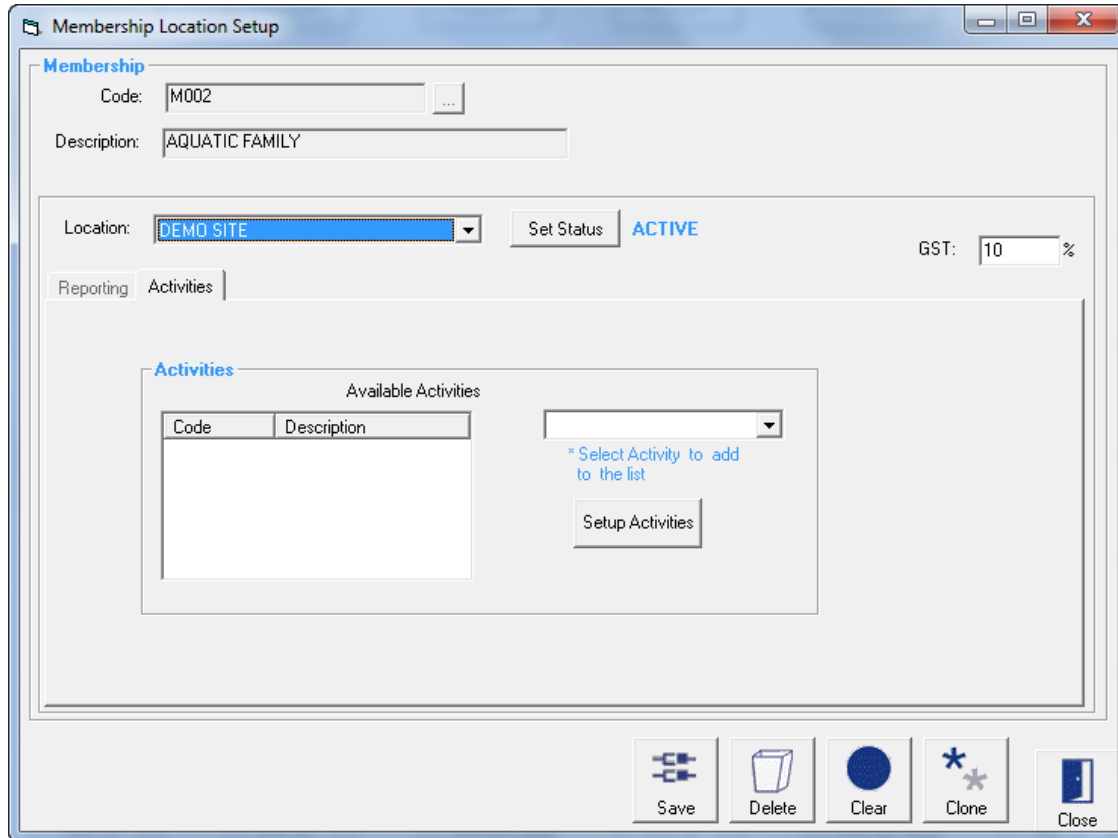 Membership Location Setup
Membership
Code: M002 ...
Description: AQUATIC FAMILY
Location: DEMO SITE Set Status ACTIVE
GST: 10 %
Reporting Activities
Activities
Available Activities
Code Description
* Select Activity to add
to the list
Setup Activities
Save Delete Clear Clone Close